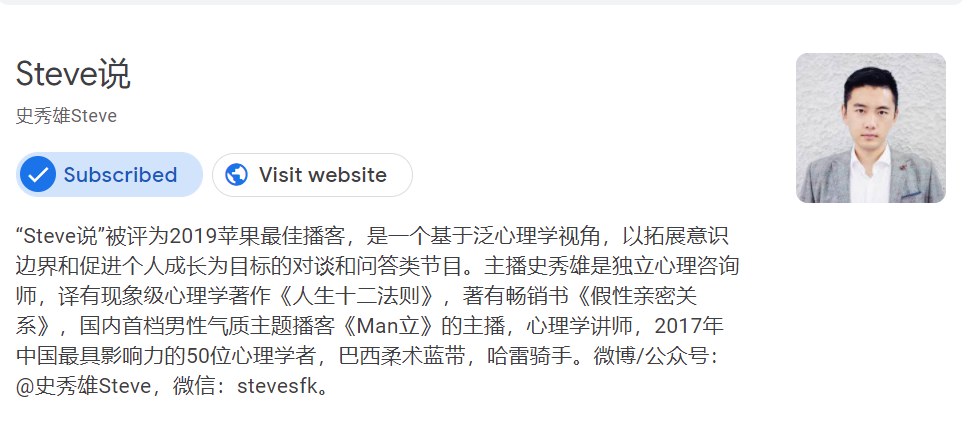 Steve说
史秀雄Steve
Subscribed
Visit website
“Steve说”被评为2019苹果最佳播客，是一个基于泛心理学视角，以拓展意识
边界和促进个人成长为目标的对谈和问答类节目。主播史秀雄是独立心理咨询
师，译有现象级心理学著作《人生十二法则》，著有畅销书《假性亲密关
系》，国内首档男性气质主题播客《Man立》的主播，心理学讲师，2017年
中国最具影响力的50位心理学者，巴西柔术蓝带，哈雷骑手。微博/公众号：
@史秀雄Steve，微信：stevesfk。